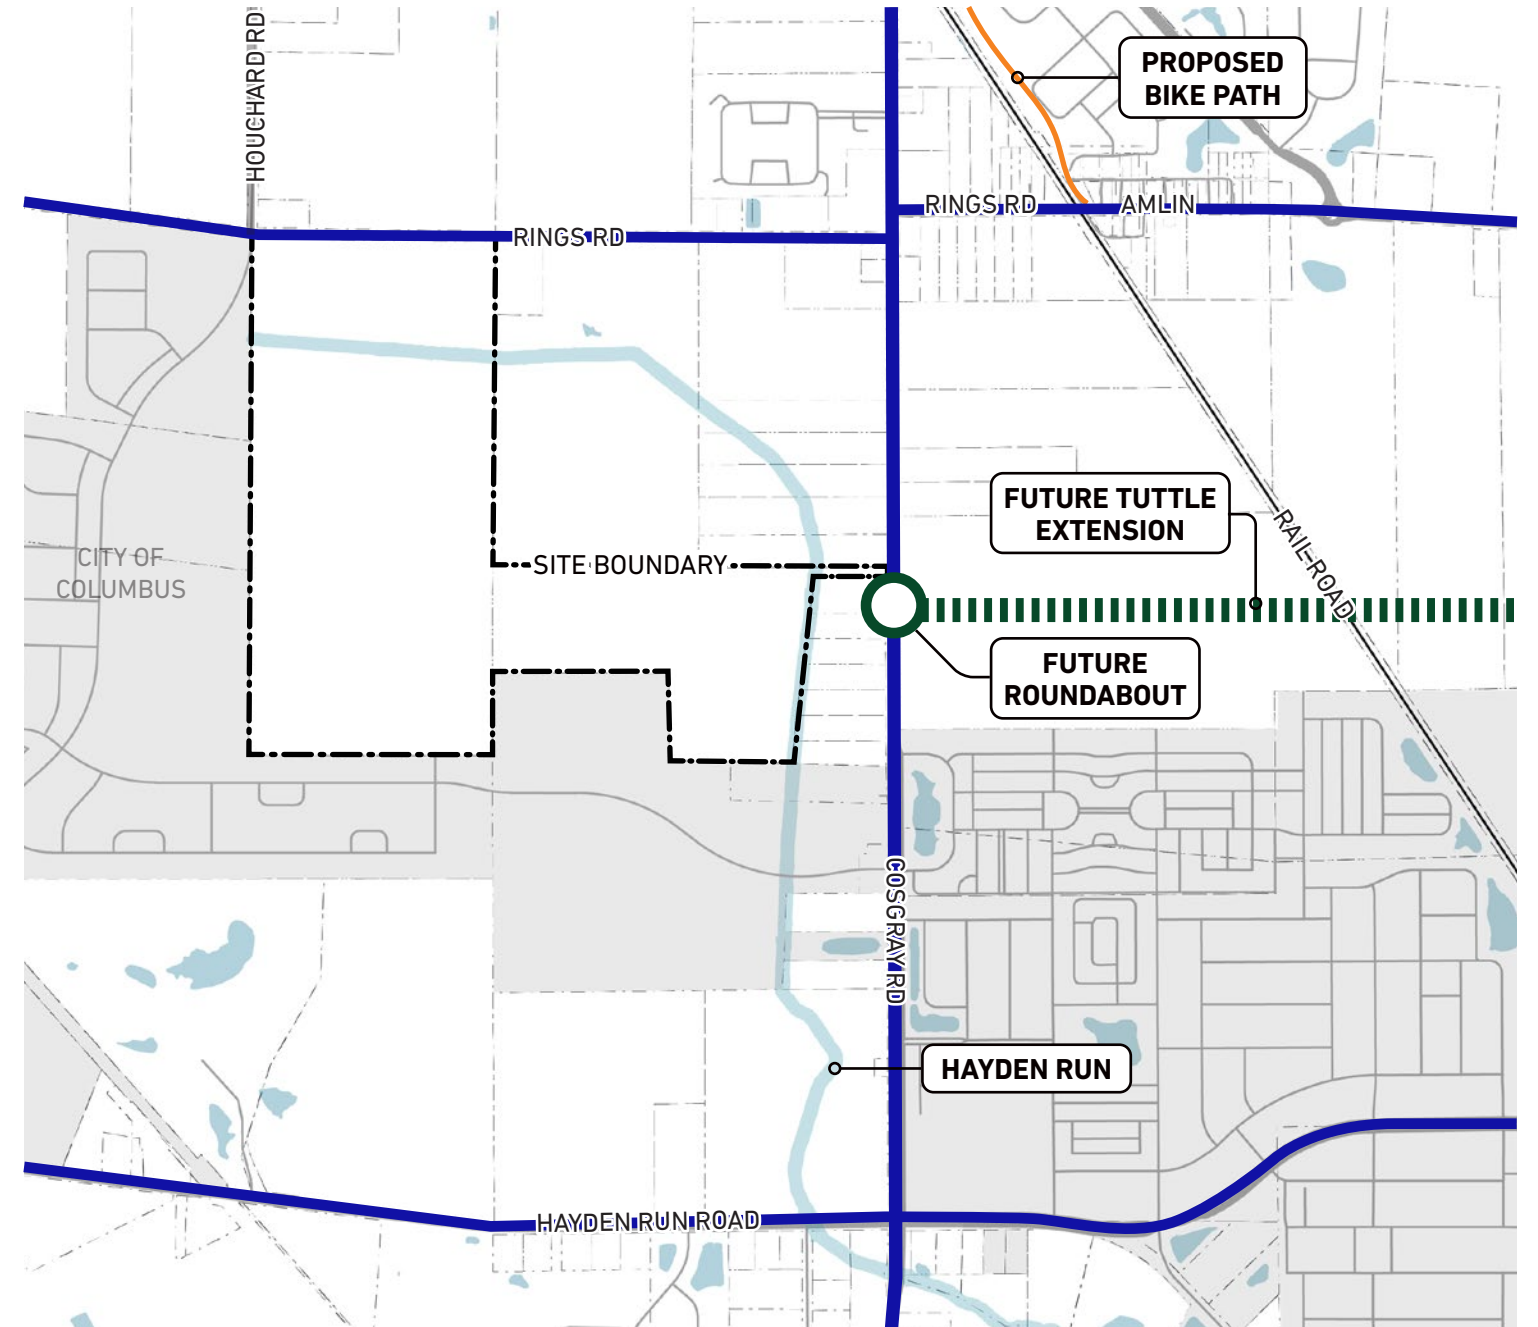 HOUCHARD RD
PROPOSED
BIKE PATH
RINGS RD
AMLIN
RINGS RD
FUTURE TUTTLE
EXTENSION
RAIL ROAD
CITY OF
COLUMBUS
SITE BOUNDARY
FUTURE
ROUNDABOUT
COSGRAY RD
HAYDEN RUN
HAYDEN RUN ROAD